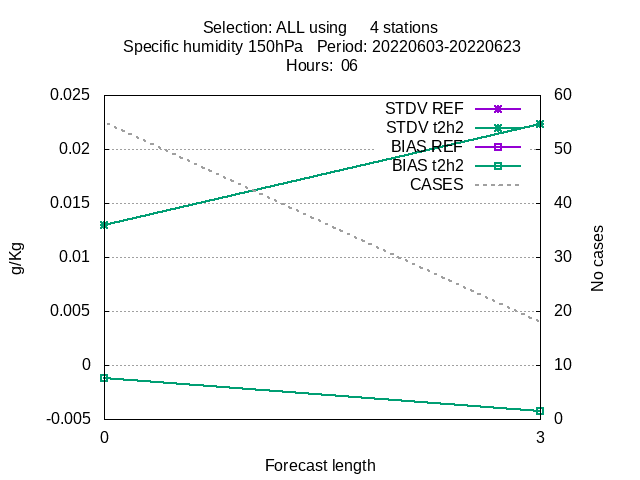 Selection: ALL using     4 stations
Specific humidity 150hPa   Period: 20220603-20220623
Hours:  06
0.025
0.02
0.015
0.01
0.005
0
-0.005
g/Kg
STDV REF
STDV t2h2
BIAS REF
BIAS t2h2
CASES
60
50
40
30
20
10
0
No cases
0
3
Forecast length